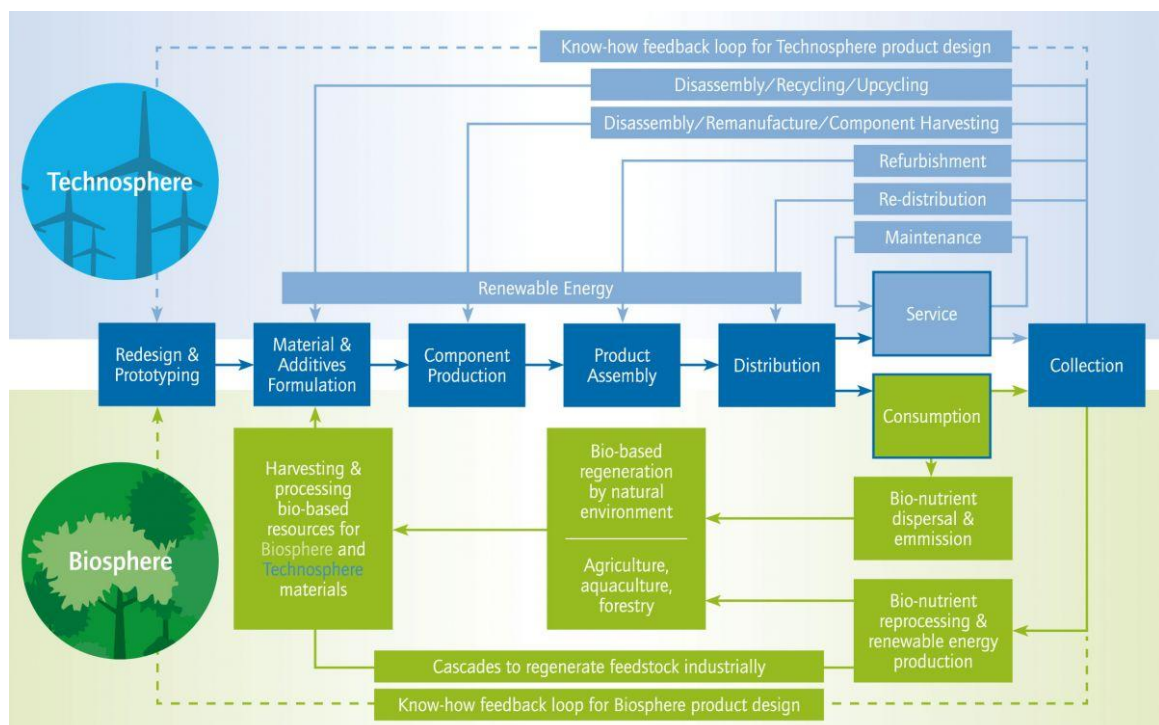 Know-how feedback loop for Technosphere product design
Disassembly/Recycling/Upcycling
Disassembly/Remanufacture/Component Harvesting
Refurbishment
Re-distribution
Maintenance
Technosphere
Renewable Energy
Redesign &
Prototyping
Material &
Additives
Formulation
Component
Production
Product
Assembly
Distribution
Service
Consumption
Collection
Biosphere
Harvesting &
processing
bio-based
resources for
Biosphere and
Technosphere
materials
Bio-based
regeneration
by natural
environment
Agriculture,
aquaculture,
forestry
Bio-nutrient
dispersal &
emmission
Bio-nutrient
reprocessing &
renewable energy
production
Cascades to regenerate feedstock industrially
Know-how feedback loop for Biosphere product design